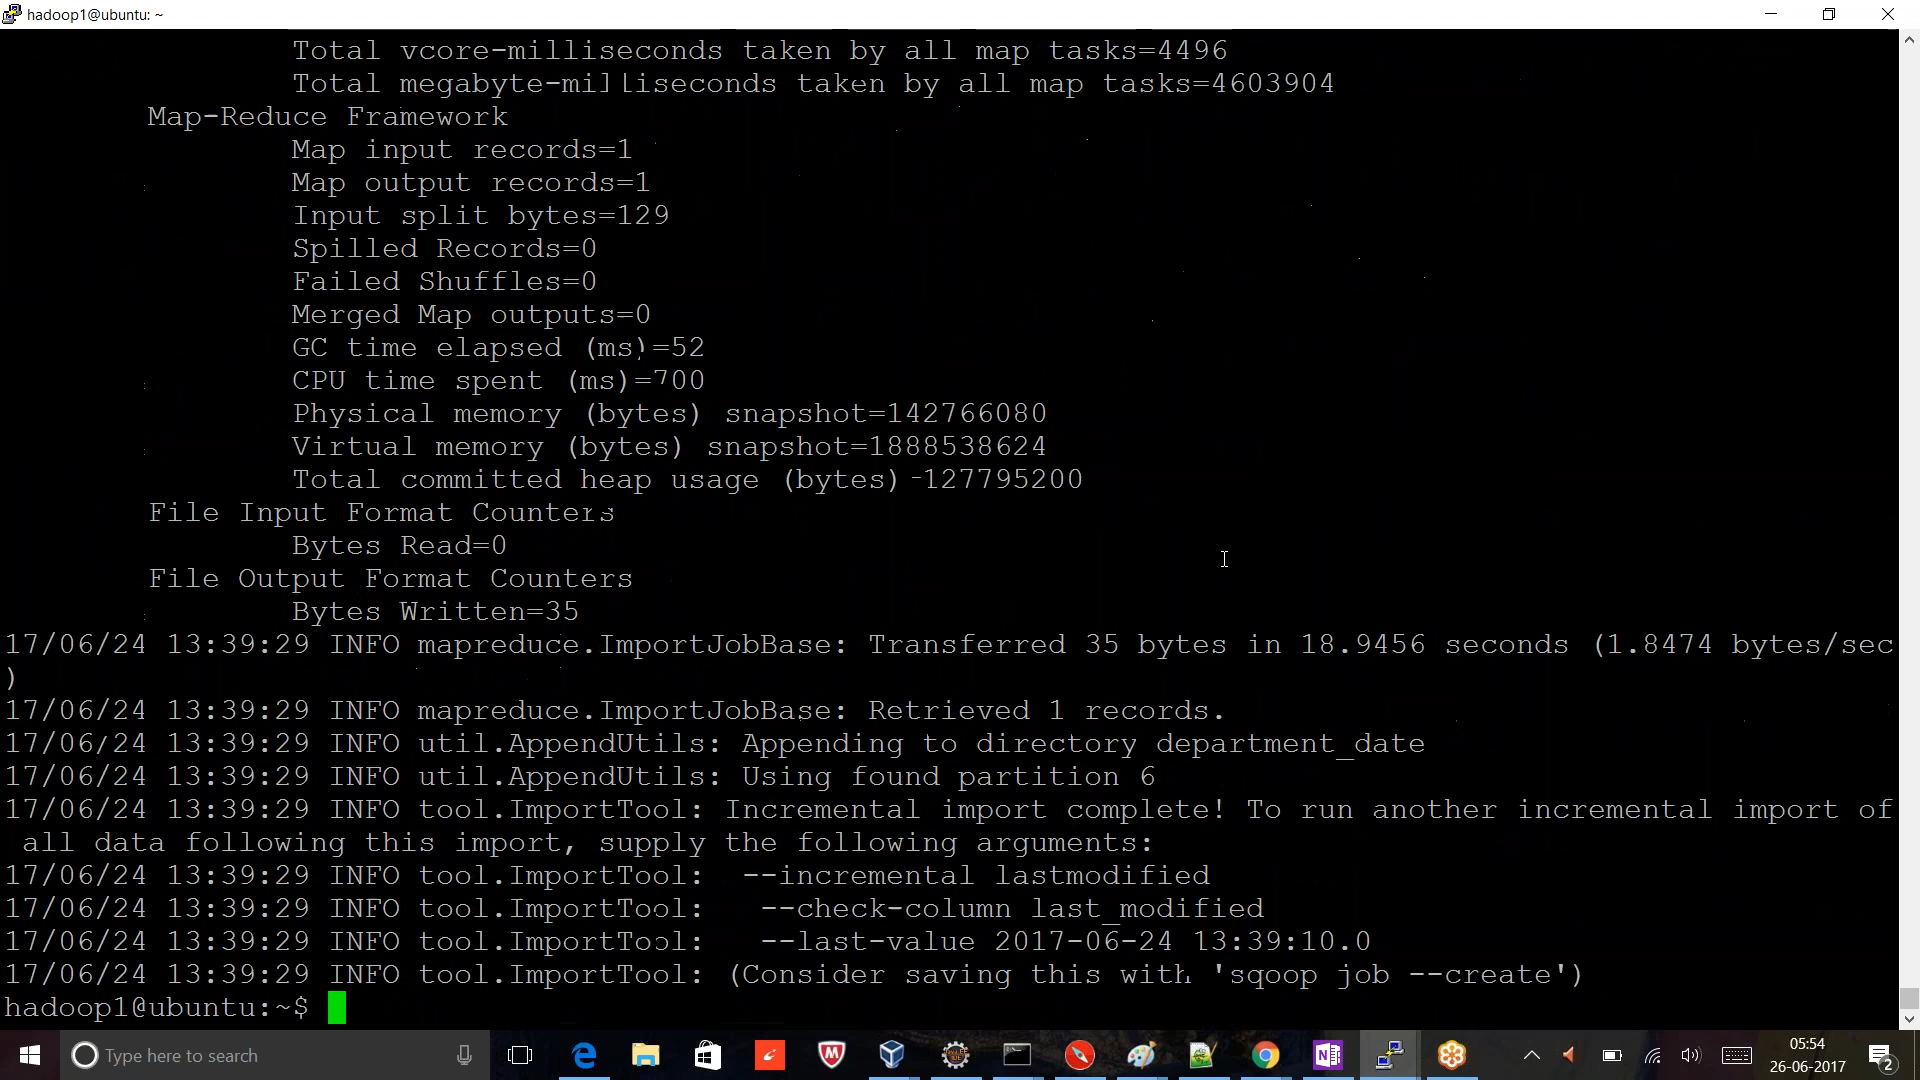 hadoop1@ubuntu: ~
Total vcore-milliseconds taken by all map tasks=4496
Total megabyte-milliseconds taken by all map tasks=4603904
Map-Reduce Framework
Map input records=1
Map output records=1
Input split bytes=129
Spilled Records=0
Failed Shuffles=0
Merged Map outputs=0
GC time elapsed (ms)=52
CPU time spent (ms)=700
Physical memory (bytes) snapshot=142766080
Virtual memory (bytes) snapshot=1888538624
Total committed heap usage (bytes)=127795200
File Input Format Counters
Bytes Read=0
File Output Format Counters
Bytes Written=35
17/06/24 13:39:29 INFO mapreduce.ImportJobBase: Transferred 35 bytes in 18.9456 seconds (1.8474 bytes/sec
)
17/06/24 13:39:29 INFO mapreduce.ImportJobBase: Retrieved 1 records.
17/06/24 13:39:29 INFO util.AppendUtils: Appending to directory department_date
17/06/24 13:39:29 INFO util.AppendUtils: Using found partition 6
17/06/24 13:39:29 INFO tool.ImportTool: Incremental import complete! To run another incremental import of
all data following this import, supply the following arguments:
17/06/24 13:39:29 INFO tool.ImportTool:  --incremental lastmodified
17/06/24 13:39:29 INFO tool.ImportTool:   --check-column last_modified
17/06/24 13:39:29 INFO tool.ImportTool:   --last-value 2017-06-24 13:39:10.0
17/06/24 13:39:29 INFO tool.ImportTool: (Consider saving this with 'sqoop job --create')
hadoop1@ubuntu:~$
Type here to search
05:54
26-06-2017
2